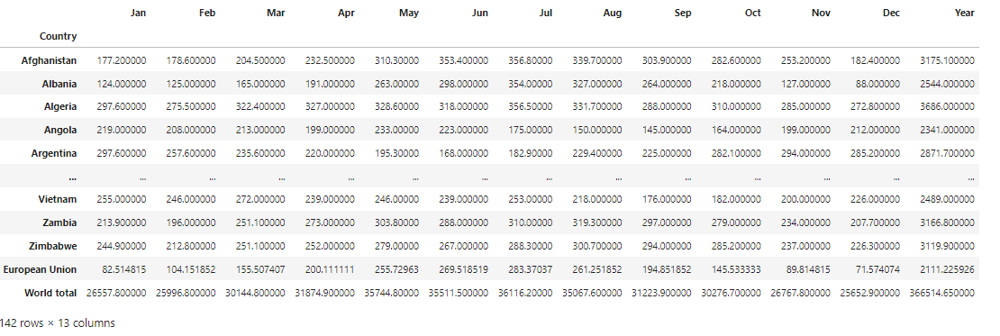 Jan Feb Mar Apr May Jun Jul Aug Sep Oct Nov Dec Year
Country
Afghanistan 177.200000 178.600000 204.500000 232.500000 310.30000 353.400000 356.80000 339.700000 303.900000 282.600000 253.200000 182.400000 3175.100000
Albania 124.000000 125.000000 165.000000 191.000000 263.00000 298.000000 354.00000 327.000000 264.000000 218.000000 127.000000 88.000000 2544.000000
Algeria 297.600000 275.500000 322.400000 327.000000 328.60000 318.000000 356.50000 331.700000 288.000000 310.000000 285.000000 272.800000 3686.000000
Angola 219.000000 208.000000 213.000000 199.000000 233.00000 223.000000 175.00000 150.000000 145.000000 164.000000 199.000000 212.000000 2341.000000
Argentina 297.600000 257.600000 235.600000 220.000000 195.30000 168.000000 182.90000 229.400000 225.000000 282.100000 294.000000 285.200000 2871.700000
... ... ... ... ... ... ... ... ... ... ... ... ... ...
Vietnam 255.000000 246.000000 272.000000 239.000000 246.00000 239.000000 253.00000 218.000000 176.000000 182.000000 200.000000 226.000000 2489.000000
Zambia 213.900000 196.000000 251.100000 273.000000 303.80000 288.000000 310.00000 319.300000 297.000000 279.000000 234.000000 207.700000 3166.800000
Zimbabwe 244.900000 212.800000 251.100000 252.000000 279.00000 267.000000 288.30000 300.700000 294.000000 285.200000 237.000000 226.300000 3119.900000
European Union 82.514815 104.151852 155.507407 200.111111 255.72963 269.518519 283.37037 261.251852 194.851852 145.533333 89.814815 71.574074 2111.225926
World total 26557.800000 25996.800000 30144.800000 31874.900000 35744.80000 35511.500000 36116.20000 35067.600000 31223.900000 30276.700000 26767.800000 25652.900000 366514.650000
142 rows × 13 columns